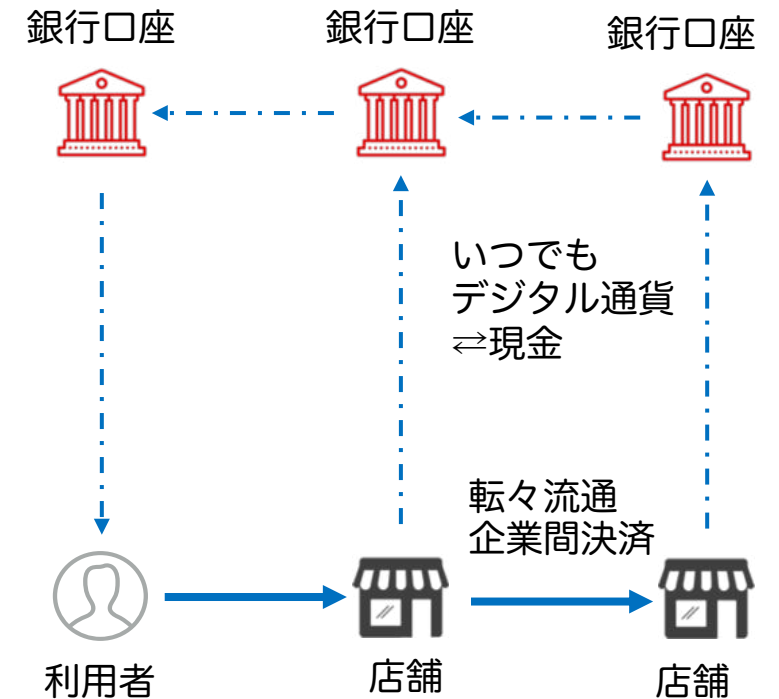 銀行口座
銀行口座
銀行口座
いつでも
デジタル通貨
⇄現金
転々流通
企業間決済
利用者
店舗
店舗